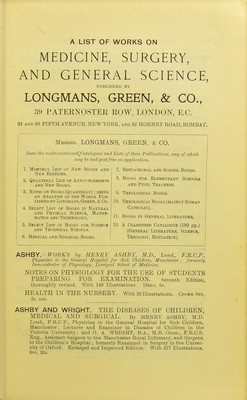 A LIST OF WORKS ON
MEDICINE, SURGERY,
AND GENERAL SCIENCE,
PUBLISHED BY
LONGMANS, GREEN, & CO.,
39 PATERNOSTER ROW, LONDON, E.C.
91 AND 93 FIFTH AVENUE, NEW YORK, AND 32 HORNBY ROAD, BOMBAY.
MESSRS. LONGMANS, GREEN, & CO.
Issue the undermentioned Catalogues and Lists of their Publications, any of which
may be had post free on application.
1. MONTHLY LIST OF NEW BOOKS AND
NEW EDITIONS.
2. QUARTERLY LIST OF ANNOUNCEMENTS
AND NEW BOOKS.
3. NOTES ON BOOKS (QUARTERLY); BEING
AN ANALYSIS OF THE WORKS PUB-
LISHED BY LONGMANS, GREEN, & CO.
4. SELECT LIST OF BOOKS IN NATURAL
AND PHYSICAL SCIENCE, MATHE-
MATICS AND TECHNOLOGY.
5. SELECT LIST OF BOOKS FOR SCIENCE
AND TECHNICAL SCHOOLS.
6. MEDICAL AND SURGICAL BOOKS.
7. EDUCATIONAL AND SCHOOL BOOKS.
8. BOOKS FOR ELEMENTARY SCHOOLS
AND PUPIL TEACHERS.
9. THEOLOGICAL BOOKS.
10. THEOLOGICAL BOOKS (MAINLY ROMAN
CATHOLIC).
11. BOOKS IN GENERAL LITERATURE.
12. A CLASSIFIED CATALOGUE (pp.)
(GENERAL LITERATURE, SCIENCE,
THEOLOGY, EDUCATION).
ASHBY.—WORKS by HENRY ASHBY, M.D., Lond., F.R.C.P.,
Physician to the General Hospital for Sick Children, Manchester; formerly
Demonstrator of Physiology, Liverpool School of Medicine.
NOTES ON PHYSIOLOGY FOR THE USE OF STUDENTS
PREPARING FOR EXAMINATION. Seventh Edition,
thoroughly revised. With Illustrations. 18mo, 5s.
HEALTH IN THE NURSERY. With Illustrations. Crown 8vo,
3s. net.
ASHBY AND WRIGHT. THE DISEASES OF CHILDREN,
MEDICAL AND SURGICAL. By HENRY ASHBY, M.D.
Lond., F.R.C.P., Physician to the General Hospital for Sick Children,
Manchester; Lecturer and Examiner in Diseases of Children in the
Victoria University; and G. A. WRIGHT, B.A., M.B. Oxon., F.R.C.S.
Eng., Assistant Surgeon to the Manchester Royal Infirmary, and Surgeon
to the Children's Hospital; formerly Examiner in Surgery in the Univer-
sity of Oxford. Enlarged and Improved Edition. With Illustrations.
8vo, 25s.